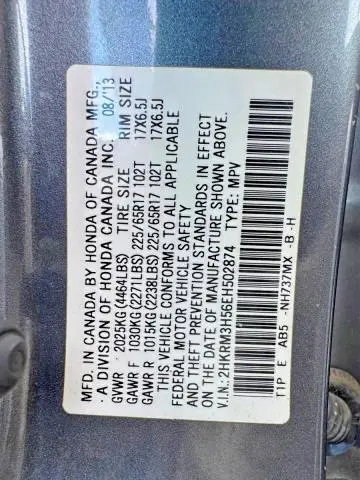 MFD. IN CANADA BY HONDA OF CANADA MFG.,
A DIVISION OF HONDA CANADA INC. 08/13
GVWR 2025KG(4464LBS) TIRE SIZE RIM SIZE
GAWR F 1030KG(2271LBS) 225/65R17 102T 17X6.5J
GAWR R 1015KG(2238LBS) 225/65R17 102T 17X6.5J
THIS VEHICLE CONFORMS TO ALL APPLICABLE
FEDERAL MOTOR VEHICLE SAFETY
AND THEFT PREVENTION STANDARDS IN EFFECT
ON THE DATE OF MANUFACTURE SHOWN ABOVE.
V.I.N.: 2HKRM3H56EH502874 TYPE: MPV
T1P E AB5 -NH737MX -B -H